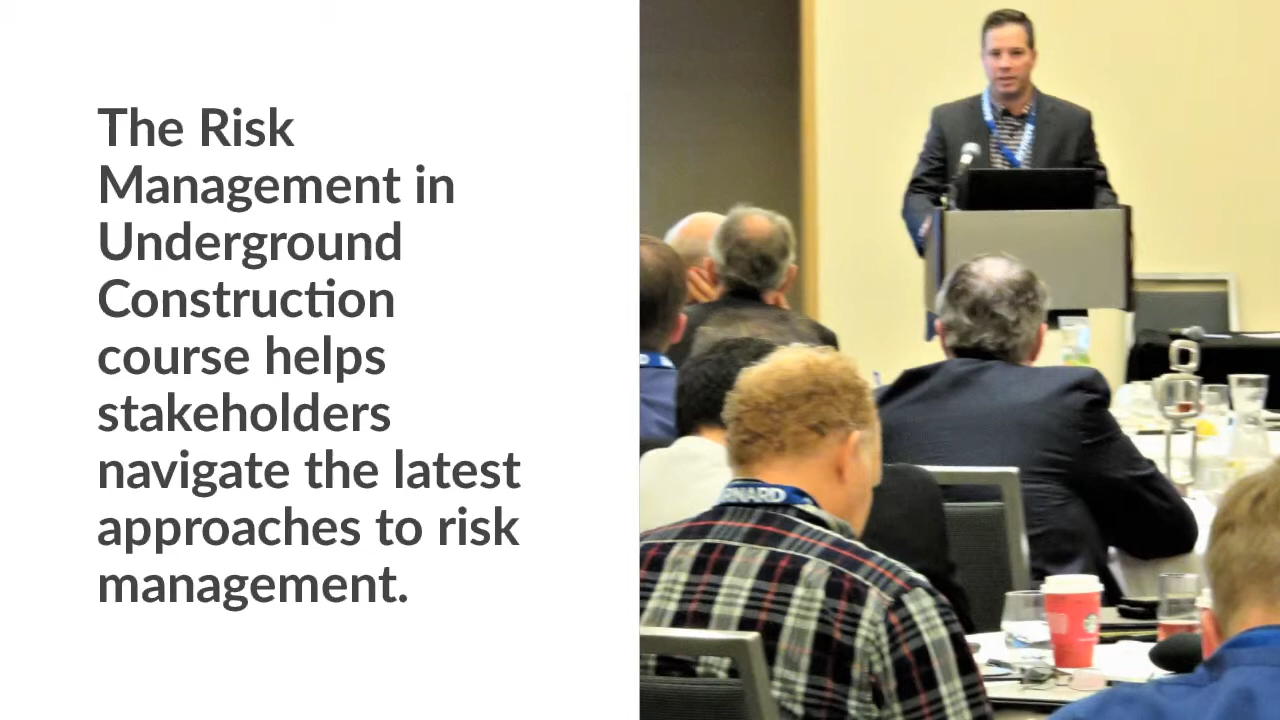 The Risk
Management in
Underground
Construction
course helps
stakeholders
navigate the latest
approaches to risk
management.